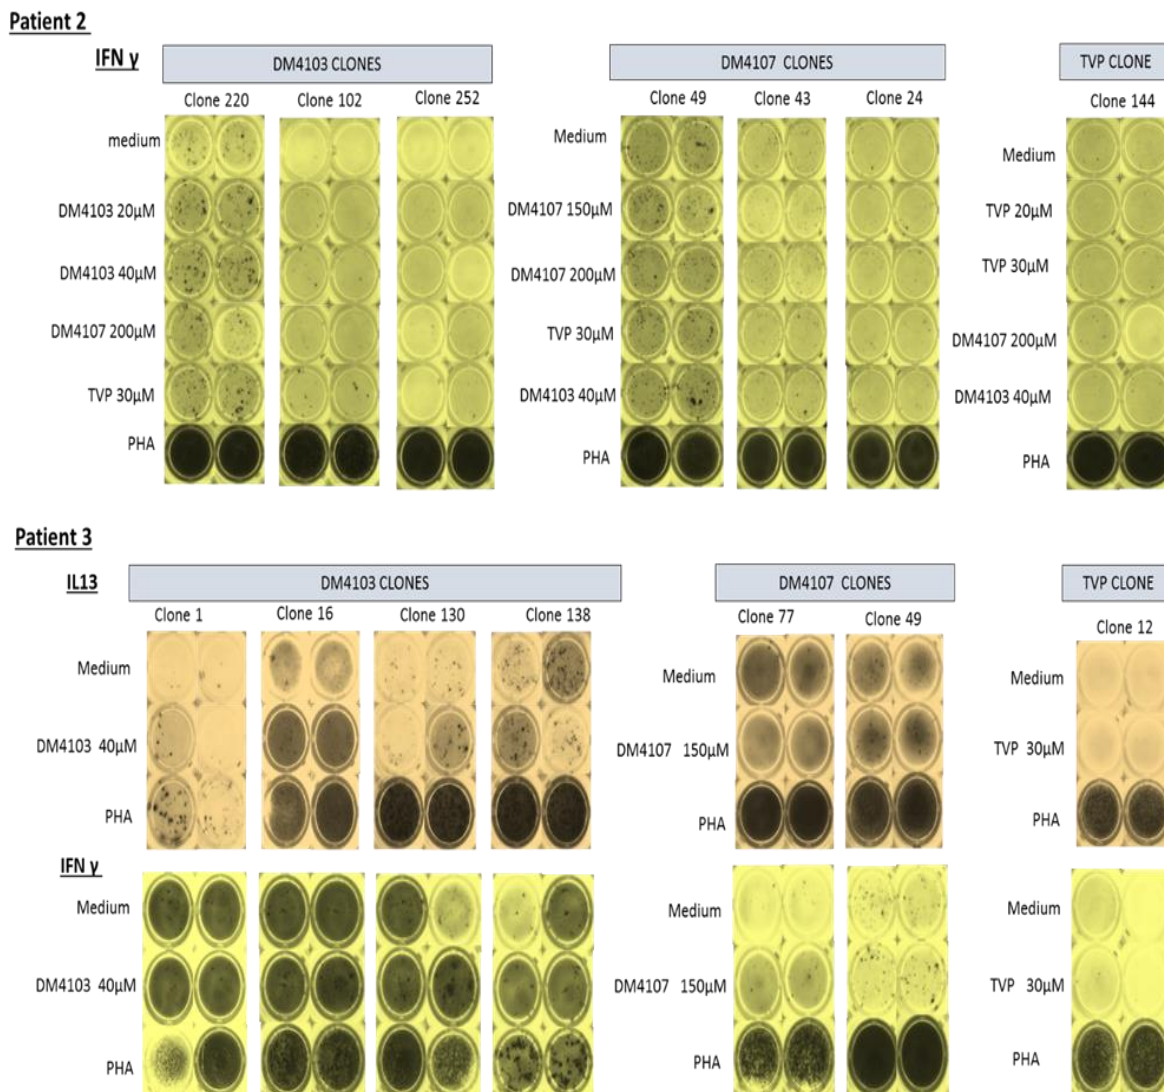 Patient 2
IFN γ
DM4103 CLONES
DM4107 CLONES
TVP CLONE
Clone 220 Clone 102 Clone 252
Clone 49 Clone 43 Clone 24
Clone 144
medium
DM4103 20μM
DM4103 40μM
DM4107 200μM
TVP 30μM
PHA
Medium
DM4107 150μM
DM4107 200μM
TVP 30μM
DM4103 40μM
PHA
Medium
TVP 20μM
TVP 30μM
DM4107 200μM
DM4103 40μM
PHA
Patient 3
IL13
DM4103 CLONES
DM4107 CLONES
TVP CLONE
Clone 1 Clone 16 Clone 130 Clone 138
Clone 77 Clone 49
Clone 12
Medium
DM4103 40μM
PHA
Medium
DM4107 150μM
PHA
Medium
TVP 30μM
PHA
IFN γ
Medium
DM4103 40μM
PHA
Medium
DM4107 150μM
PHA
Medium
TVP 30μM
PHA